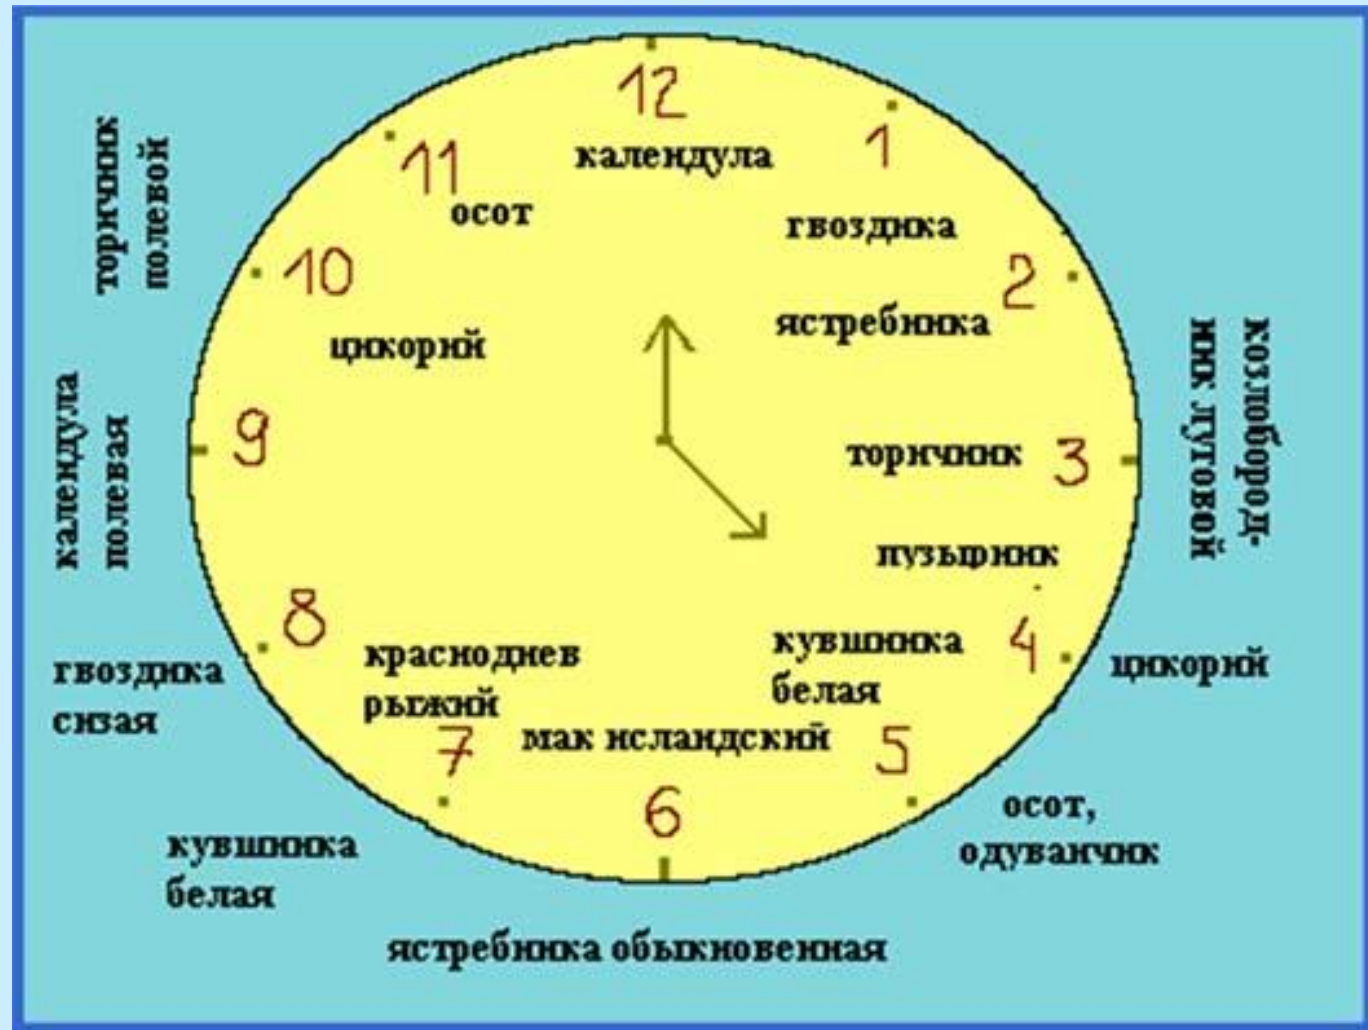 12
календула
1
гвоздика
2
ястребинка
торичник
3
пузырник
4
кувшинка
белая
5
мак исландский
6
краснодиев
рыжий
7
8
9
10
цикорий
11
осот
торичник
полевой
календула
полевая
гвоздика
сизая
кувшинка
белая
ястребинка обыкновенная
осот,
одуванчик
цикорий
козлобород-
ник луговой